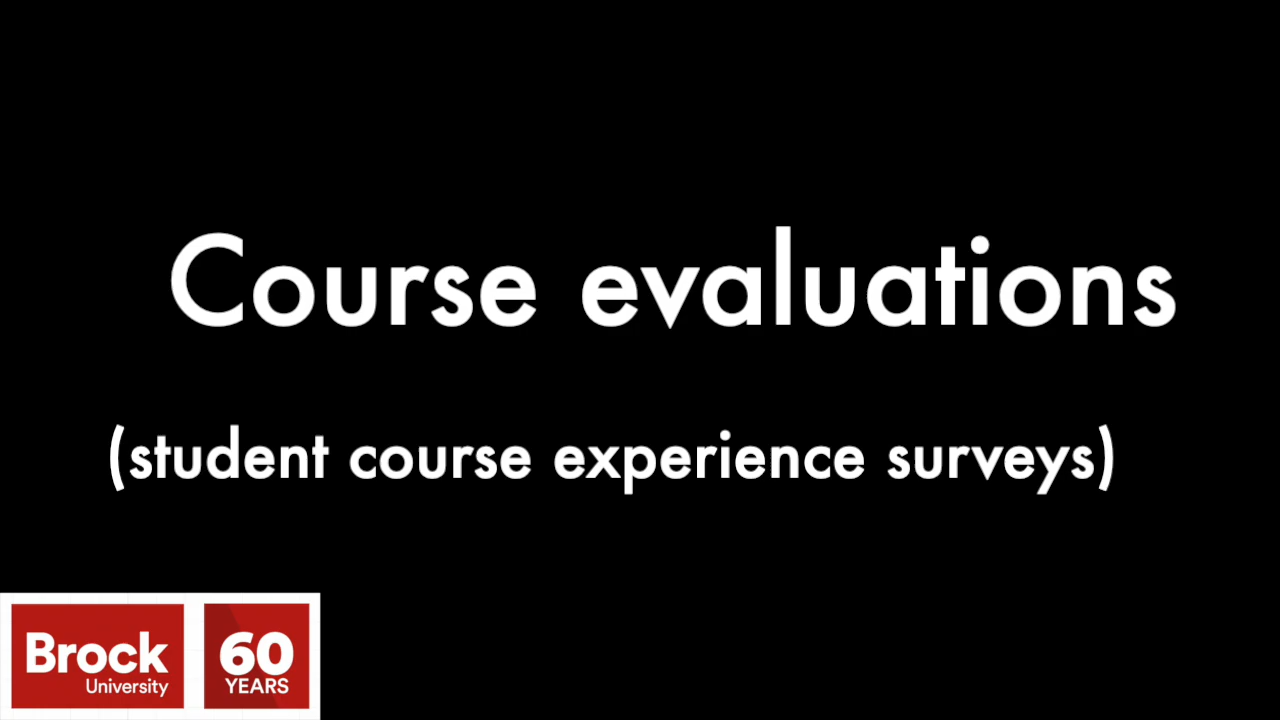 Course evaluations
(student course experience surveys)
Brock
University
60
YEARS